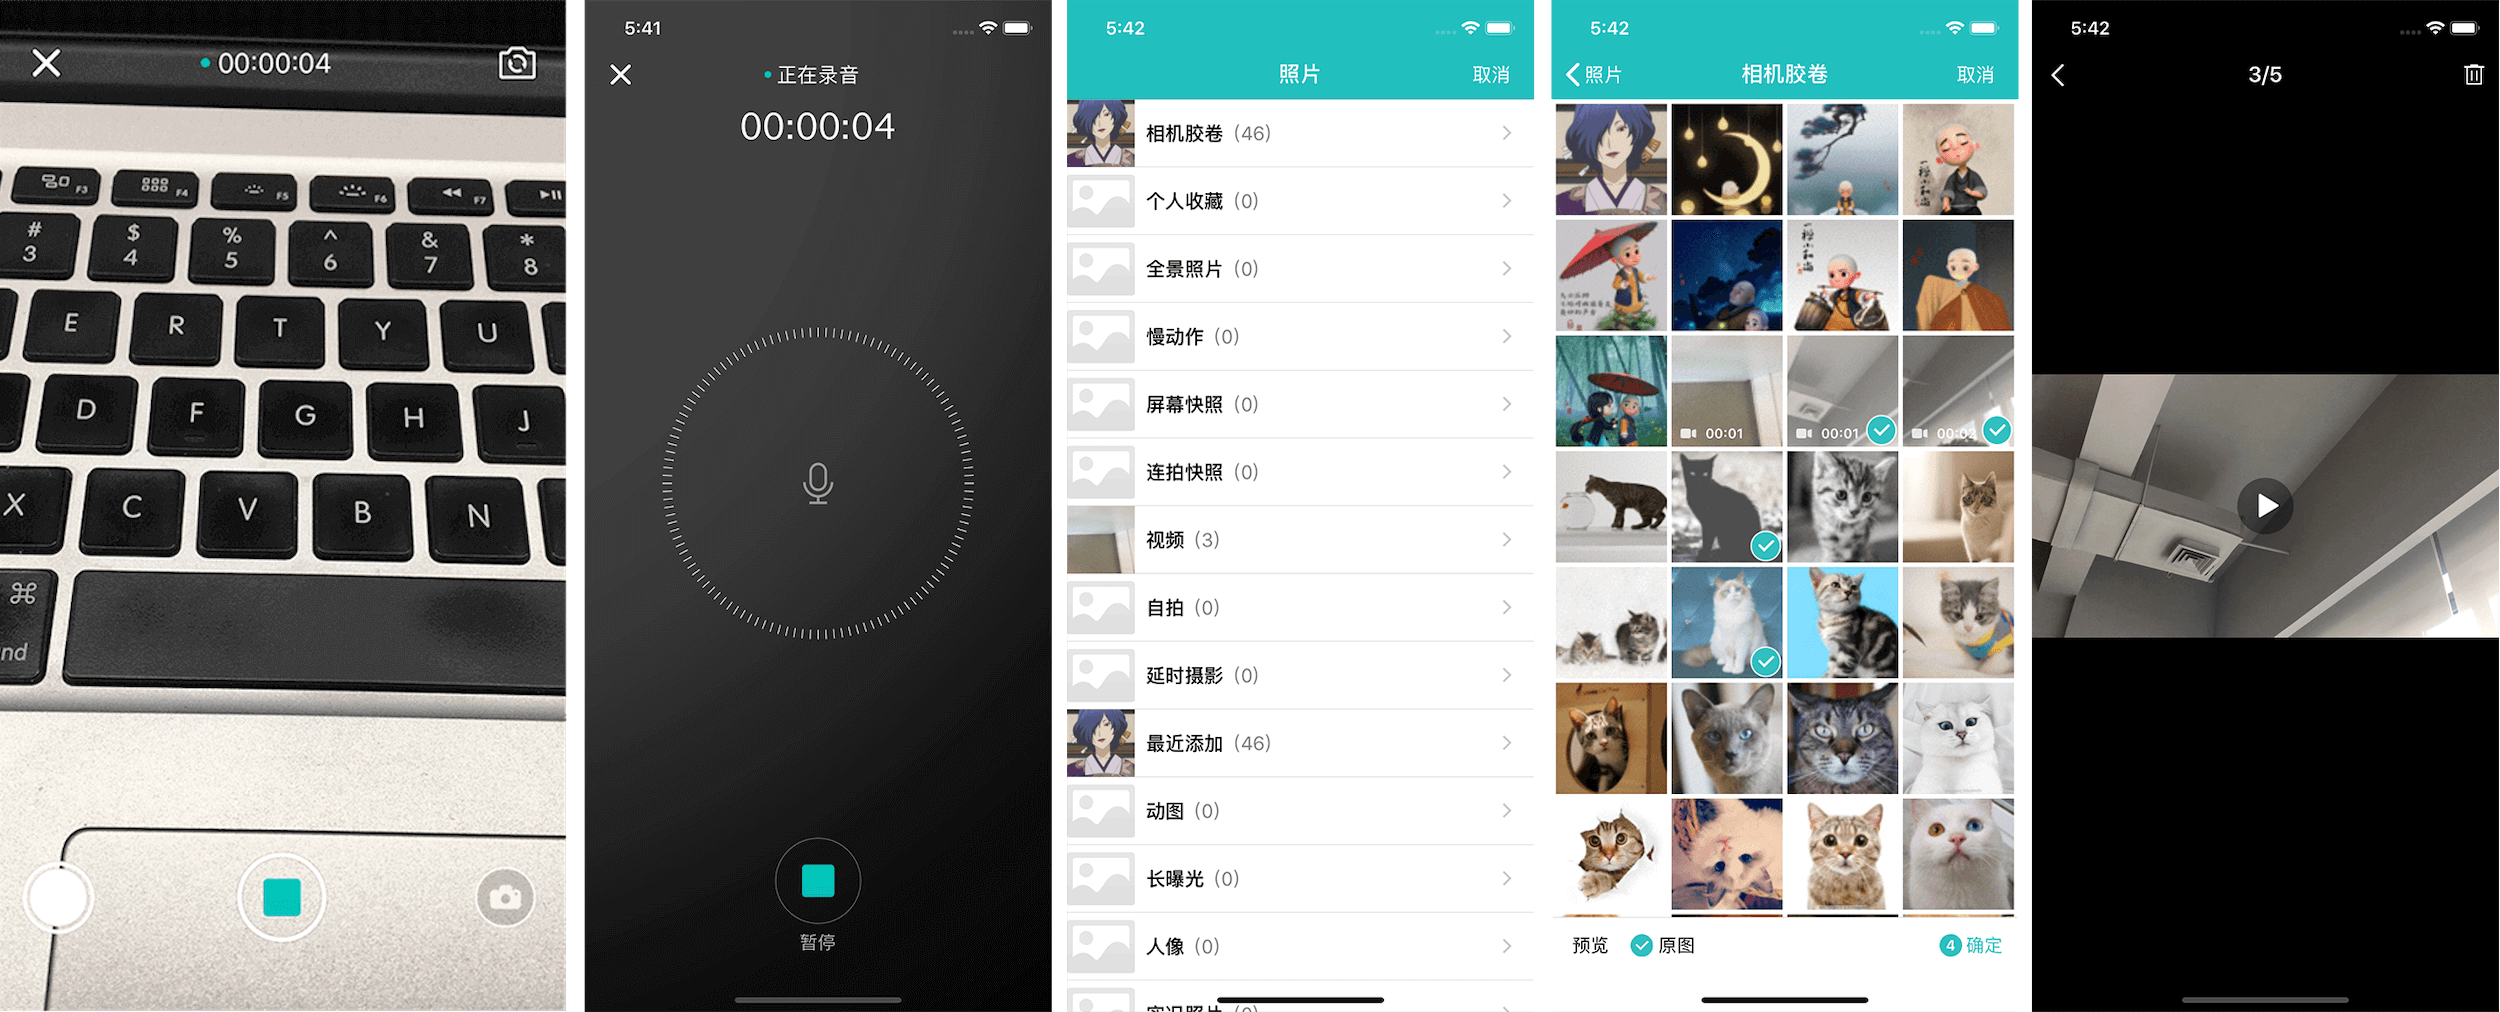 00:00:04
F3
F4
F5
F6
F7
#
3
$
4
%
5
^
6
&
7
*
8
E
R
T
Y
U
D
F
G
H
J
X
C
V
B
N
⌘
nd
5:41
正在录音
00:00:04
暂停
5:42
照片
取消
相机胶卷 (46)
个人收藏 (0)
全景照片 (0)
慢动作 (0)
屏幕快照 (0)
连拍快照 (0)
视频 (3)
自拍 (0)
延时摄影 (0)
最近添加 (46)
动图 (0)
长曝光 (0)
人像 (0)
实况照片 (0)
5:42
照片
相机胶卷
取消
00:01
00:01
00:02
预览
原图
4 确定
5:42
3/5